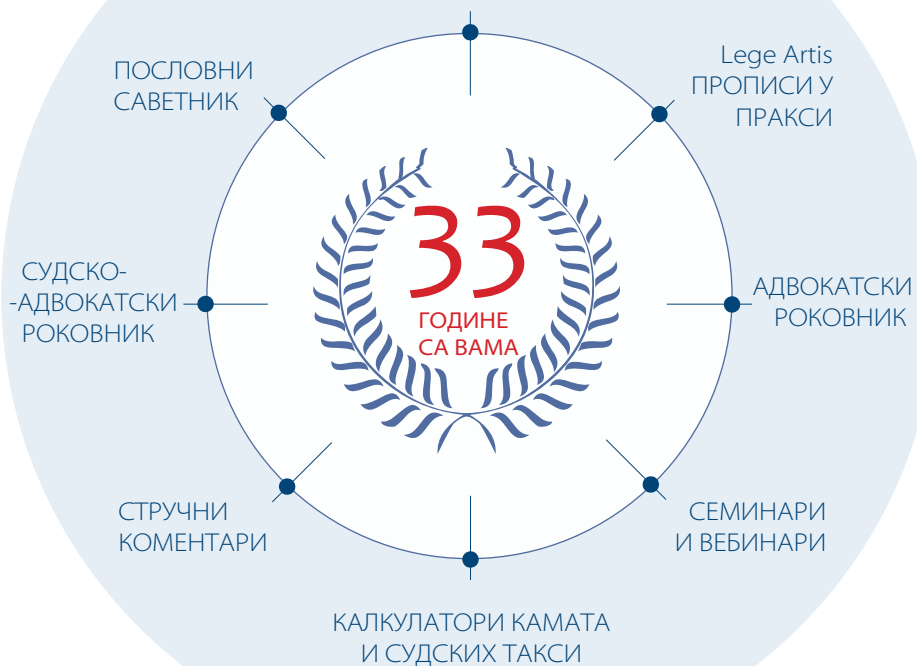 ПОСЛОВНИ
САВЕТНИК
Lege Artis
ПРОПИСИ У
ПРАКСИ
СУДСКО-
-АДВОКАТСКИ
РОКОВНИК
33
ГОДИНЕ
СА ВАМА
АДВОКАТСКИ
РОКОВНИК
СТРУЧНИ
КОМЕНТАРИ
СЕМИНАРИ
И ВЕБИНАРИ
КАЛКУЛАТОРИ КАМАТА
И СУДСКИХ ТАКСИ